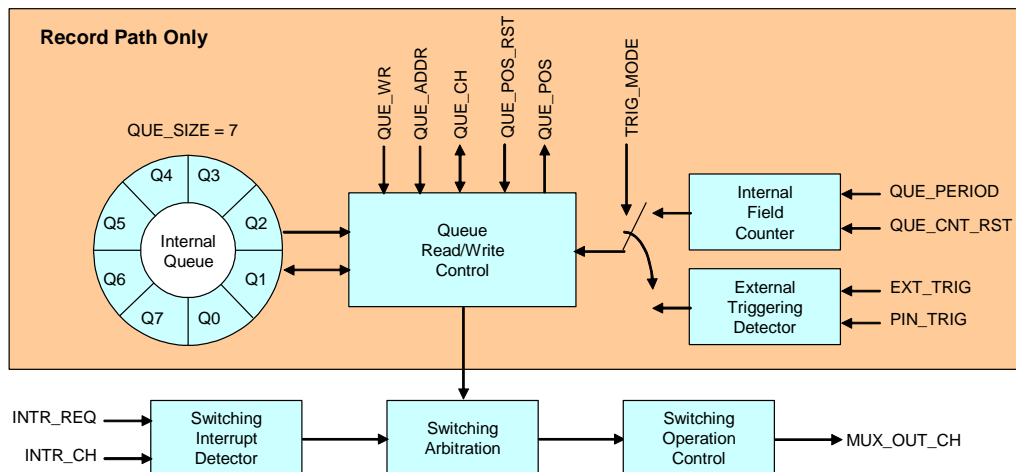 Record Path Only
QUE_WR
QUE_ADDR
QUE_CH
QUE_POS_RST
QUE_POS
TRIG_MODE
QUE_SIZE = 7
Q4
Q3
Q5
Q2
Q6
Q1
Q7
Q0
Internal
Queue
Queue
Read/Write
Control
Internal
Field
Counter
QUE_PERIOD
QUE_CNT_RST
External
Triggering
Detector
EXT_TRIG
PIN_TRIG
INTR_REQ
INTR_CH
Switching
Interrupt
Detector
Switching
Arbitration
Switching
Operation
Control
MUX_OUT_CH